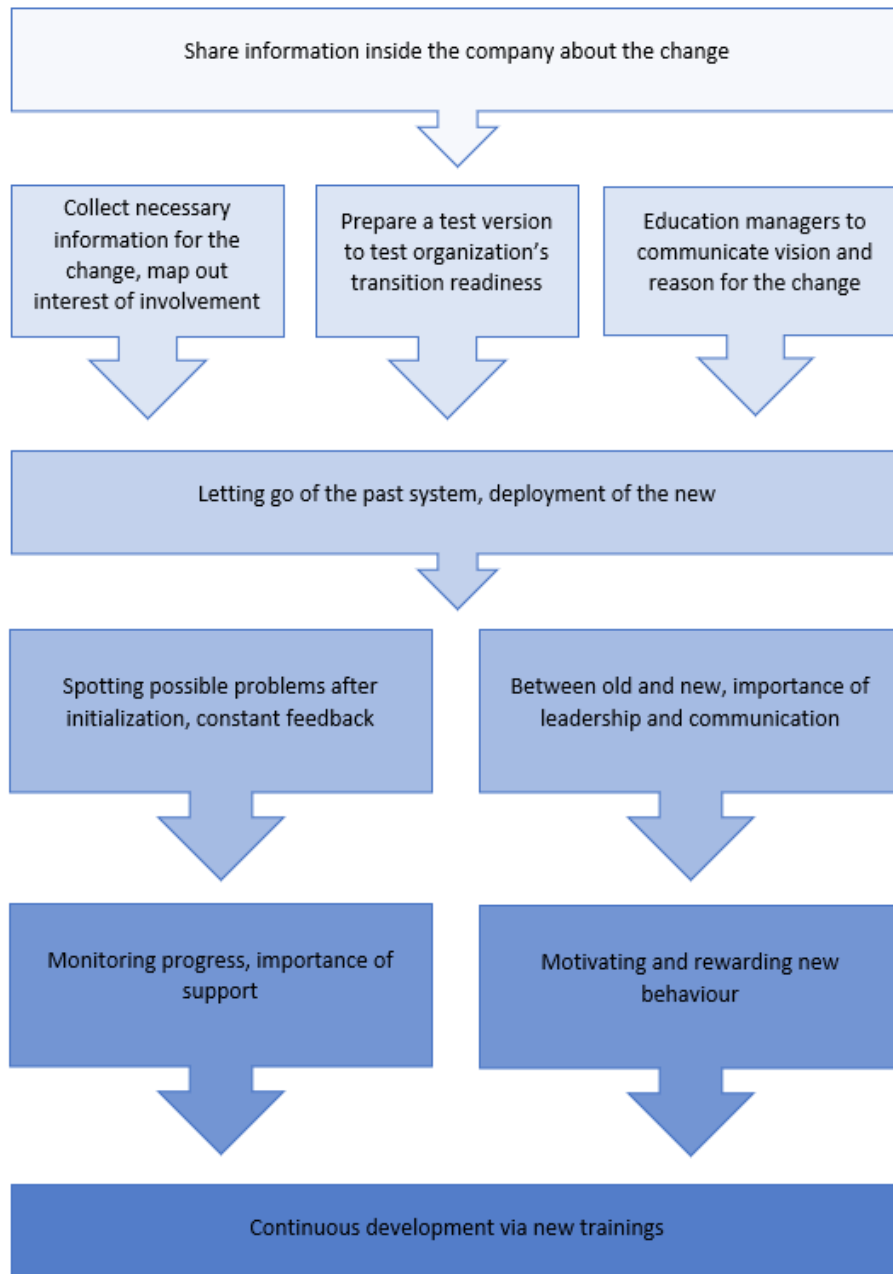 Share information inside the company about the change
Collect necessary
information for the
change, map out
interest of involvement
Prepare a test version
to test organization’s
transition readiness
Education managers to
communicate vision and
reason for the change
Letting go of the past system, deployment of the new
Spotting possible problems after
initialization, constant feedback
Between old and new, importance of
leadership and communication
Monitoring progress, importance of
support
Motivating and rewarding new
behaviour
Continuous development via new trainings